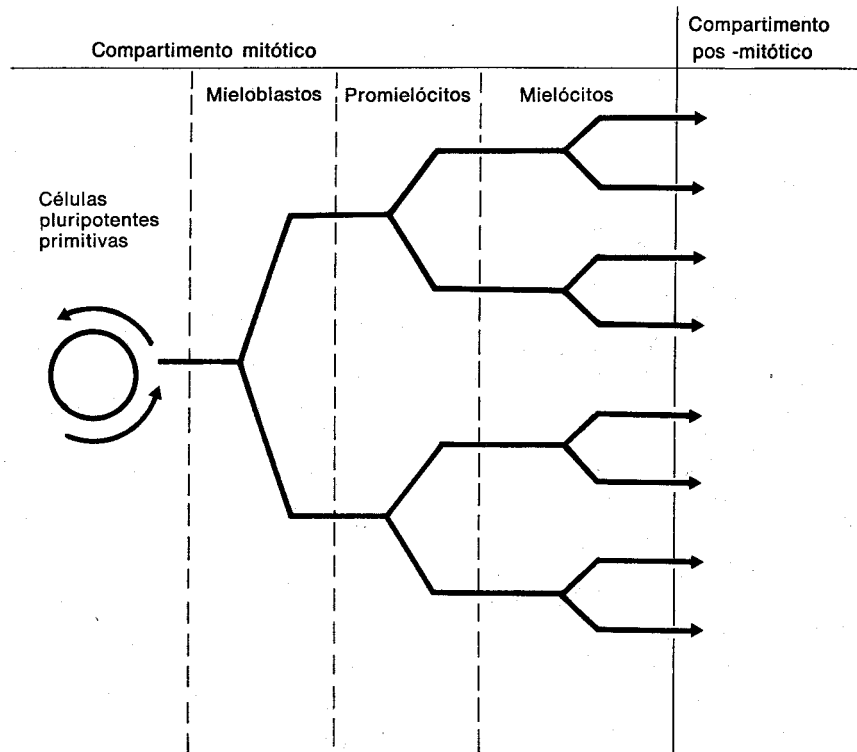 Compartimento mitótico
Compartimento
pos -mitótico
Mieloblastos
Promielócitos
Mielócitos
Células
pluripotentes
primitivas